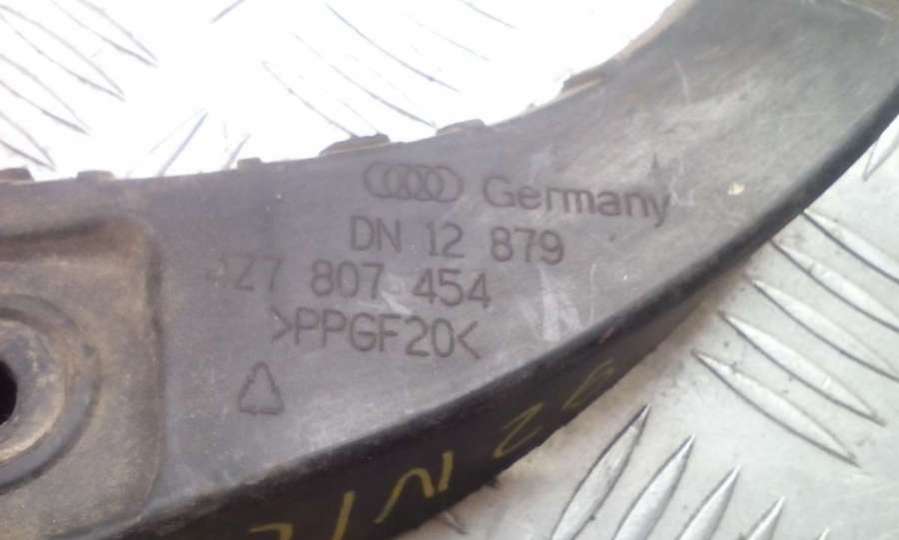 Germany
DN 12 879
4Z7 807 454
>PPGF20<